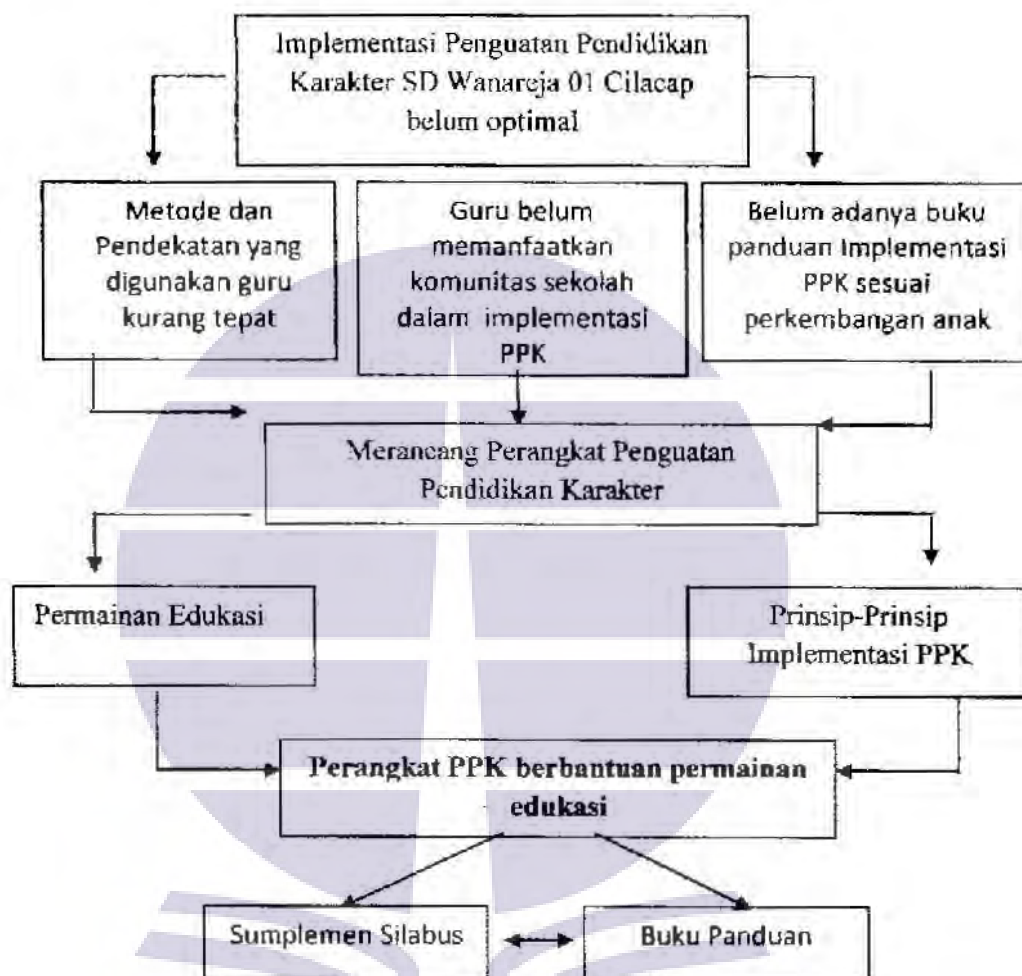 Implementasi Penguatan Pendidikan
Karakter SD Wanareja 01 Cilacap
belum optimal
Metode dan
Pendekatan yang
digunakan guru
kurang tepat
Guru belum
memanfaatkan
komunitas sekolah
dalam implementasi
PPK
Belum adanya buku
panduan Implementasi
PPK sesuai
perkembangan anak
Merancang Perangkat Penguatan
Pendidikan Karakter
Permainan Edukasi
Prinsip-Prinsip
Implementasi PPK
Perangkat PPK berbantuan permainan
edukasi
Sumplemen Silabus
Buku Panduan